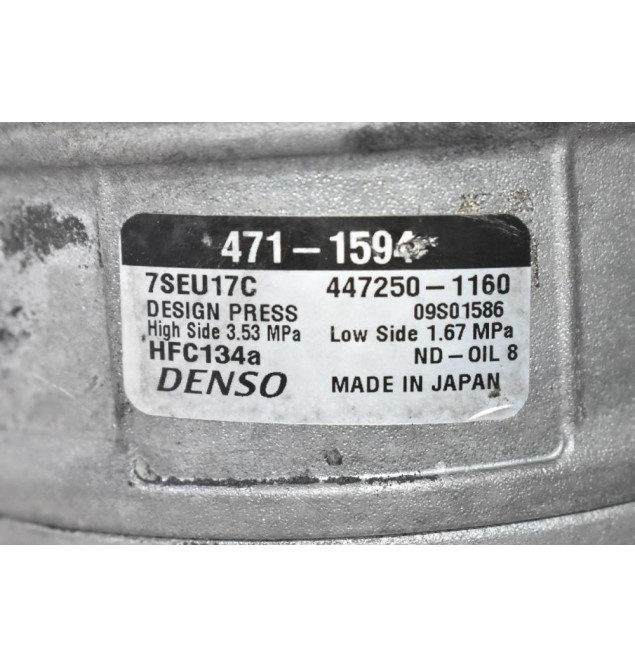 471-1594
7SEU17C 447250-1160
DESIGN PRESS 09S01586
High Side 3.53 MPa Low Side 1.67 MPa
HFC134a ND-OIL 8
DENSO MADE IN JAPAN